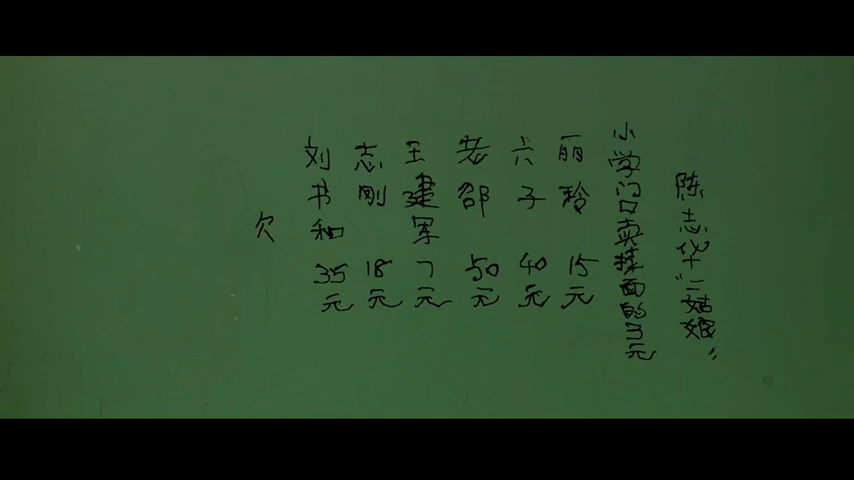 欠
刘书和35元
志刚18元
王建军7元
老邵50元
六子40元
丽玲15元
小学门口卖面的3元
陈志华“二姑娘”